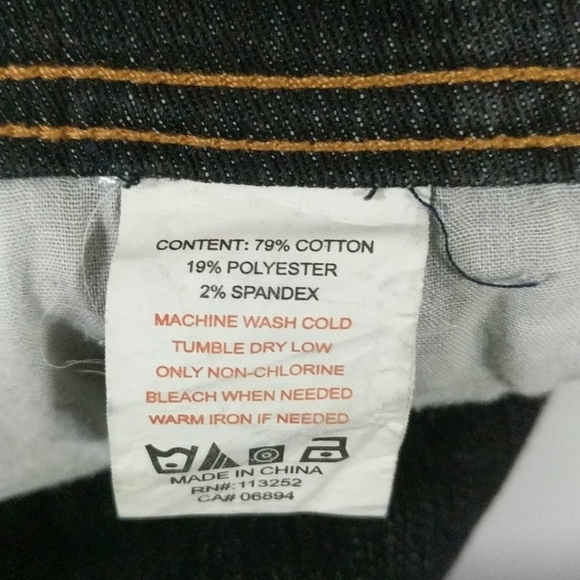 CONTENT: 79% COTTON
19% POLYESTER
2% SPANDEX
MACHINE WASH COLD
TUMBLE DRY LOW
ONLY NON-CHLORINE
BLEACH WHEN NEEDED
WARM IRON IF NEEDED
MADE IN CHINA
RN#:113252
CA# 06894